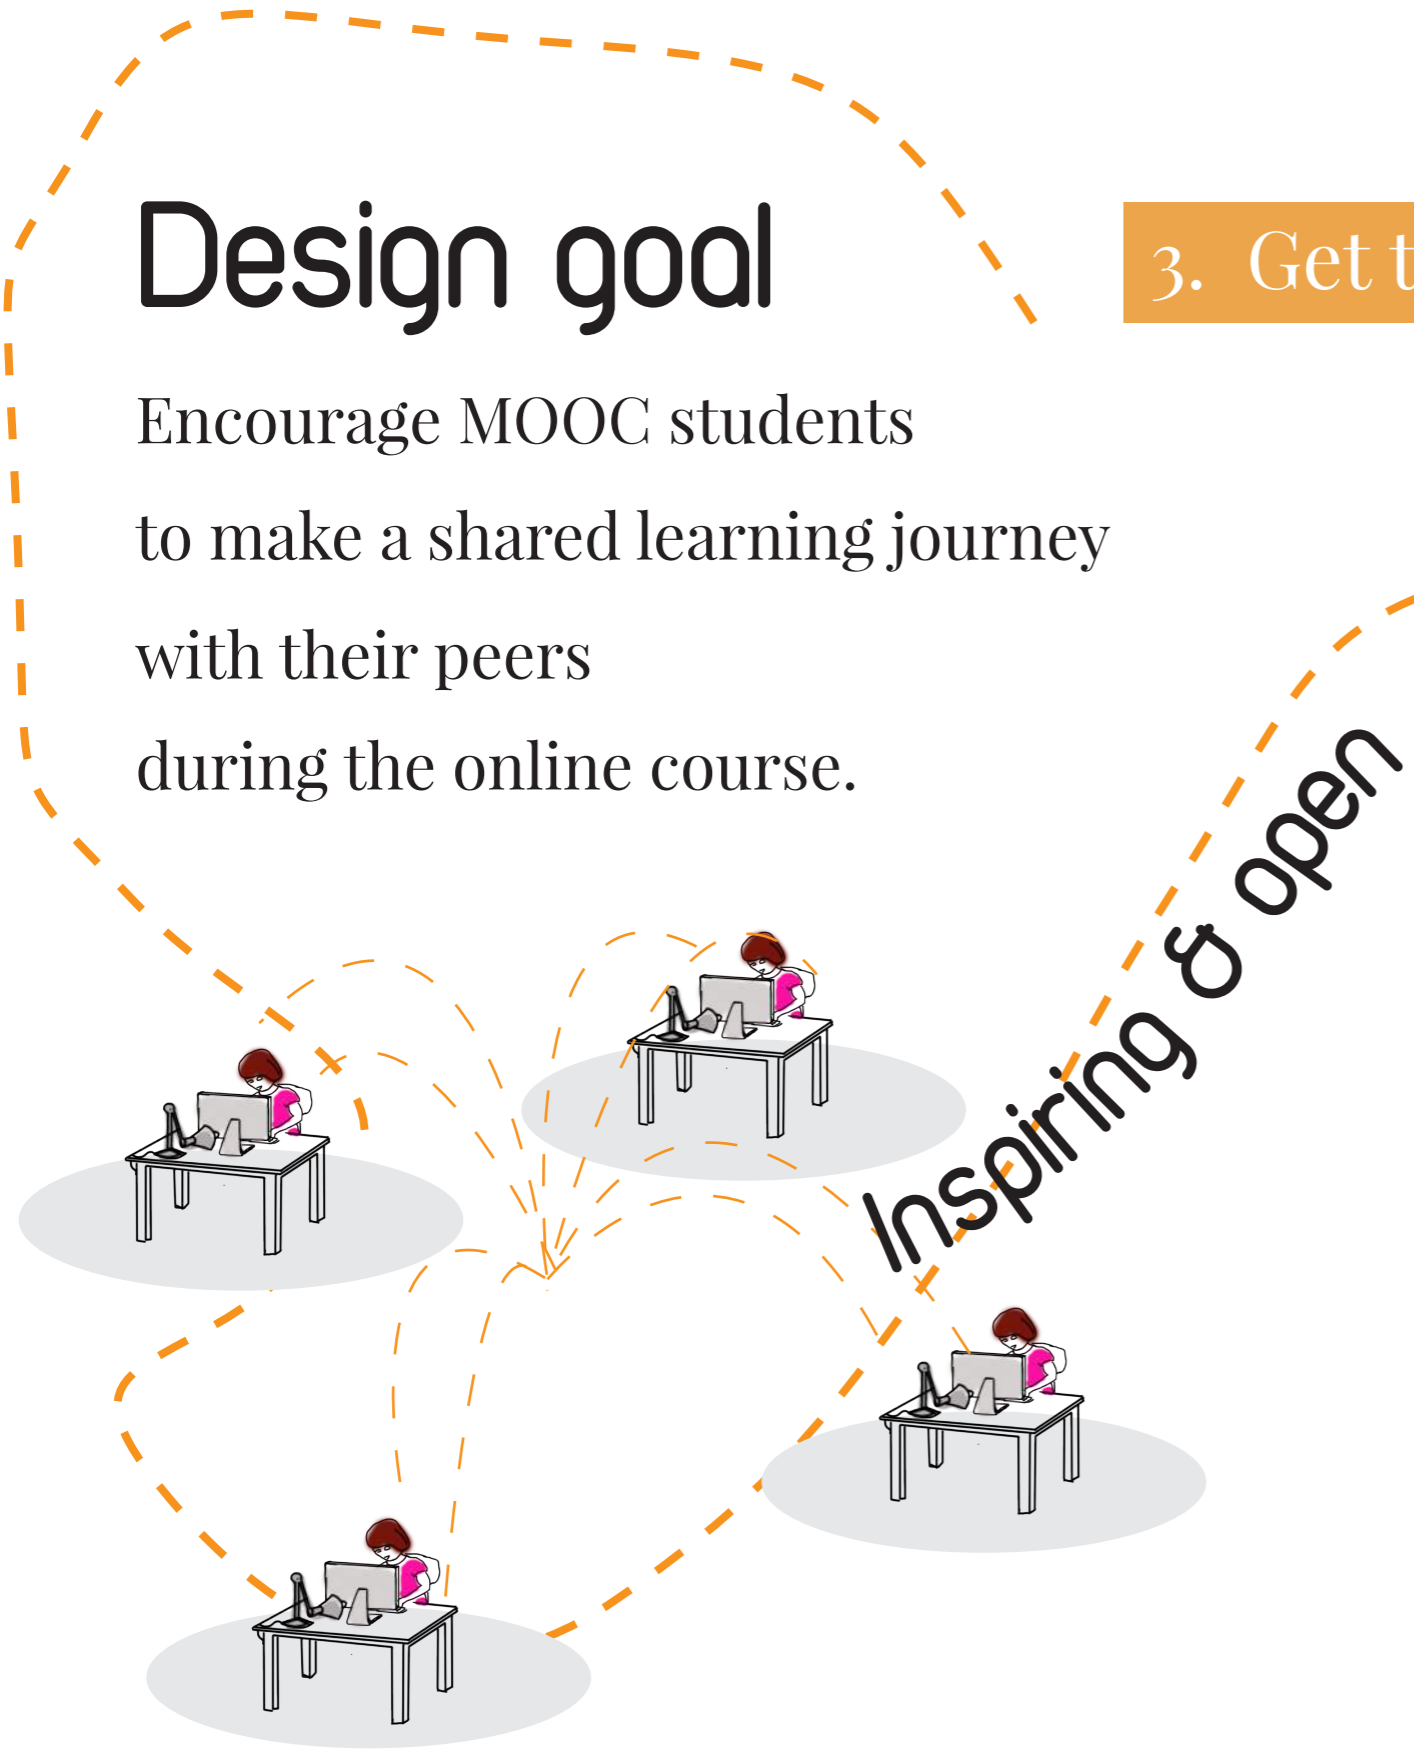 Design goal
Encourage MOOC students
to make a shared learning journey
with their peers
during the online course.
3. Get t
Inspiring & open